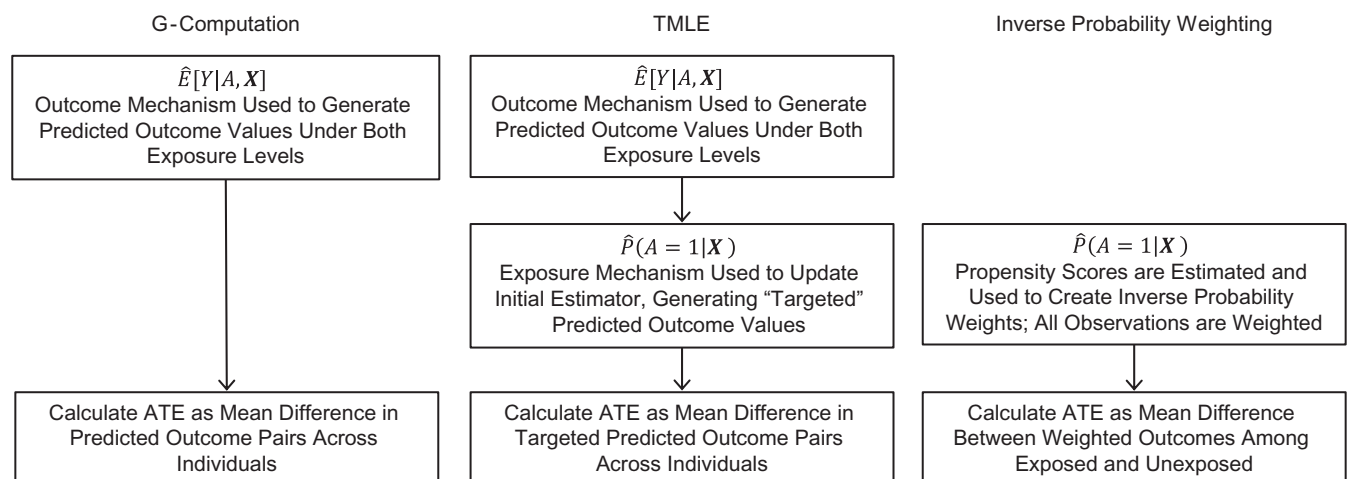 G-Computation
Ê[Y|A, X]
Outcome Mechanism Used to Generate
Predicted Outcome Values Under Both
Exposure Levels
Calculate ATE as Mean Difference in
Predicted Outcome Pairs Across
Individuals
TMLE
Ê[Y|A, X]
Outcome Mechanism Used to Generate
Predicted Outcome Values Under Both
Exposure Levels
P̂(A = 1|X)
Exposure Mechanism Used to Update
Initial Estimator, Generating “Targeted”
Predicted Outcome Values
Calculate ATE as Mean Difference in
Targeted Predicted Outcome Pairs
Across Individuals
Inverse Probability Weighting
P̂(A = 1|X)
Propensity Scores are Estimated and
Used to Create Inverse Probability
Weights; All Observations are Weighted
Calculate ATE as Mean Difference
Between Weighted Outcomes Among
Exposed and Unexposed